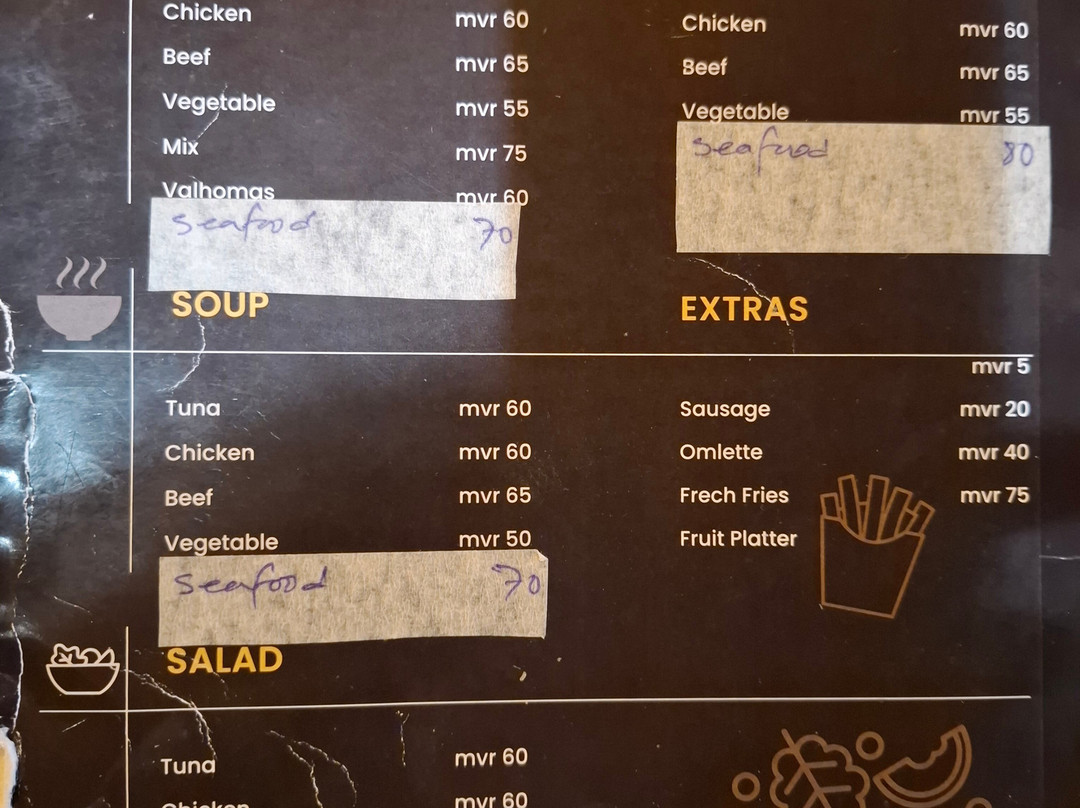 Chicken mvr 60
Beef mvr 65
Vegetable mvr 55
Mix mvr 75
Valhomas mvr 60
Seafood 70
Chicken mvr 60
Beef mvr 65
Vegetable mvr 55
Seafood 80
SOUP
Tuna mvr 60
Chicken mvr 60
Beef mvr 65
Vegetable mvr 50
Seafood 70
EXTRAS
mvr 5
Sausage mvr 20
Omlette mvr 40
Frech Fries mvr 75
Fruit Platter
SALAD
Tuna mvr 60
Chicken mvr 60